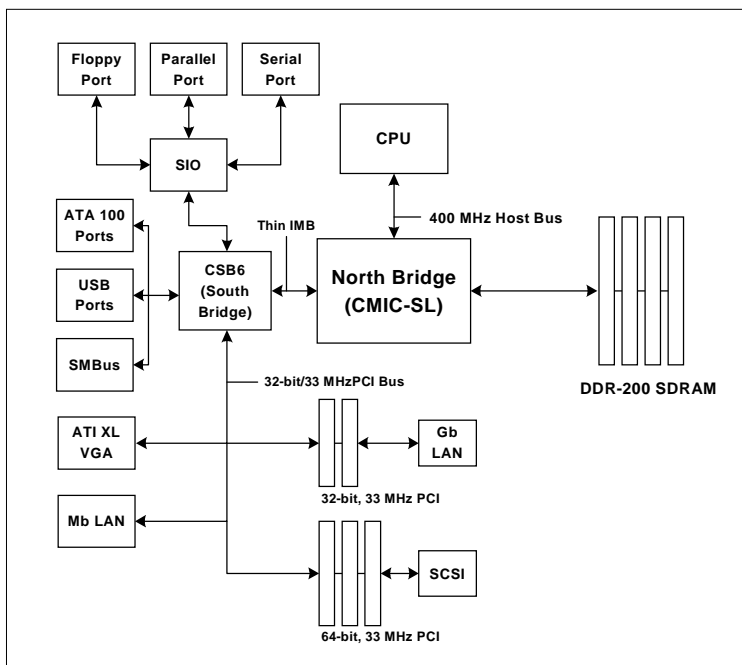 Floppy
Port
Parallel
Port
Serial
Port
SIO
CPU
ATA 100
Ports
Thin IMB
400 MHz Host Bus
USB
Ports
CSB6
(South
Bridge)
North Bridge
(CMIC-SL)
SMBus
32-bit/33 MHzPCI Bus
DDR-200 SDRAM
ATI XL
VGA
Gb
LAN
32-bit, 33 MHz PCI
Mb LAN
SCSI
64-bit, 33 MHz PCI